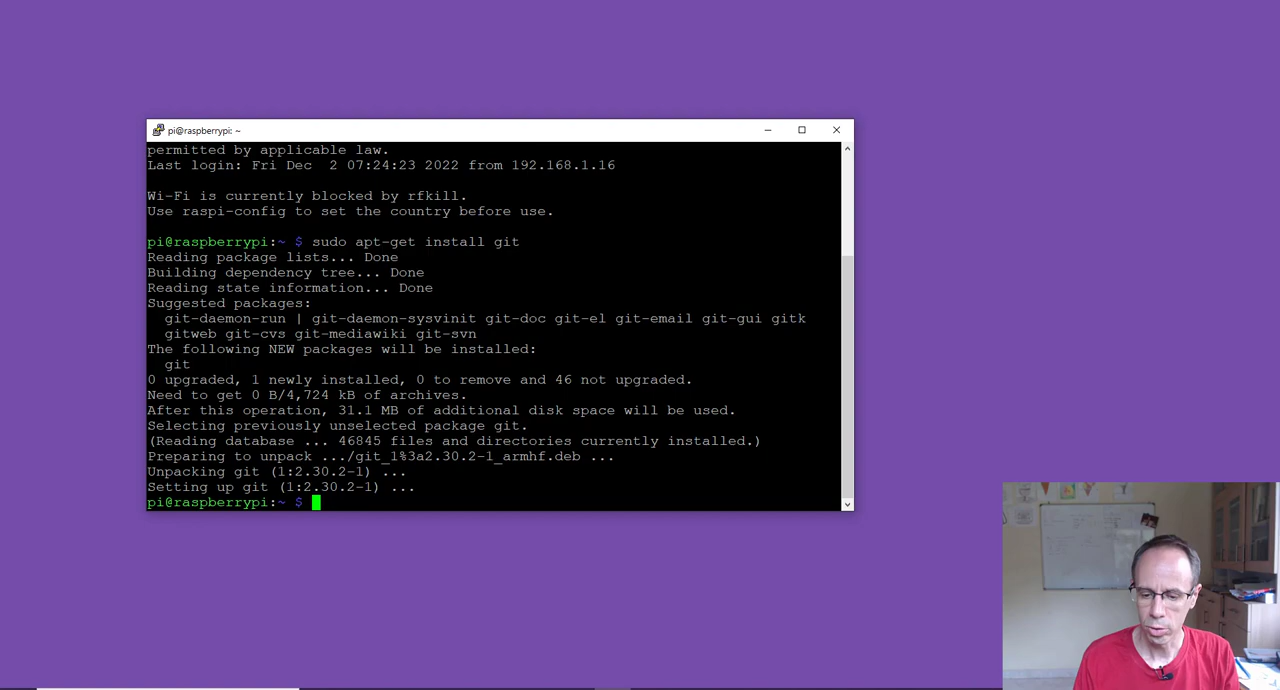 pi@raspberrypi: ~
permitted by applicable law.
Last login: Fri Dec  2 07:24:23 2022 from 192.168.1.16
Wi-Fi is currently blocked by rfkill.
Use raspi-config to set the country before use.
pi@raspberrypi:~ $ sudo apt-get install git
Reading package lists... Done
Building dependency tree... Done
Reading state information... Done
Suggested packages:
  git-daemon-run | git-daemon-sysvinit git-doc git-el git-email git-gui gitk
  gitweb git-cvs git-mediawiki git-svn
The following NEW packages will be installed:
  git
0 upgraded, 1 newly installed, 0 to remove and 46 not upgraded.
Need to get 0 B/4,724 kB of archives.
After this operation, 31.1 MB of additional disk space will be used.
Selecting previously unselected package git.
(Reading database ... 46845 files and directories currently installed.)
Preparing to unpack .../git_1%3a2.30.2-1_armhf.deb ...
Unpacking git (1:2.30.2-1) ...
Setting up git (1:2.30.2-1) ...
pi@raspberrypi:~ $